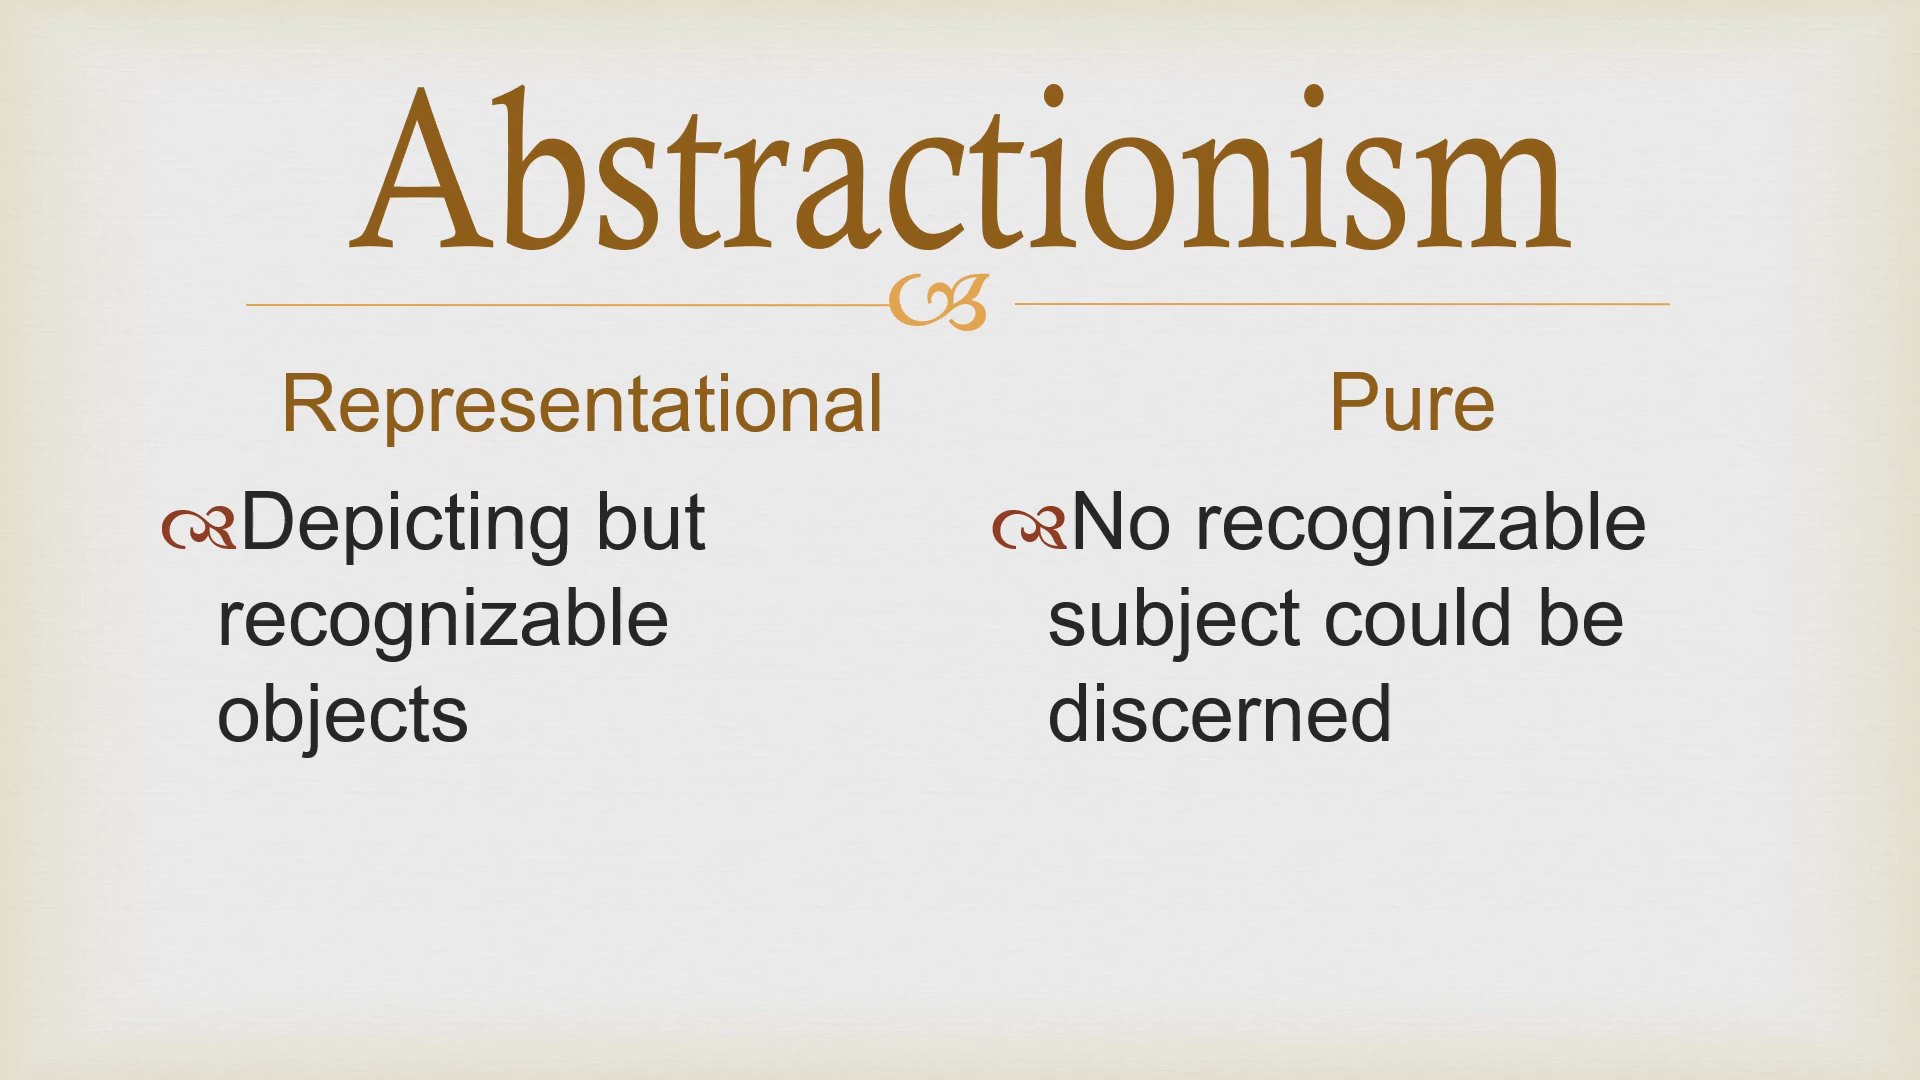 Abstractionism
Representational
Depicting but
recognizable
objects
Pure
No recognizable
subject could be
discerned